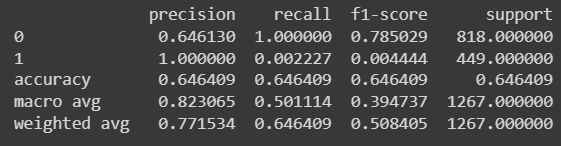 precision recall f1-score support
0 0.646130 1.000000 0.785029 818.000000
1 1.000000 0.002227 0.004444 449.000000
accuracy 0.646409 0.646409 0.646409 0.646409
macro avg 0.823065 0.501114 0.394737 1267.000000
weighted avg 0.771534 0.646409 0.508405 1267.000000